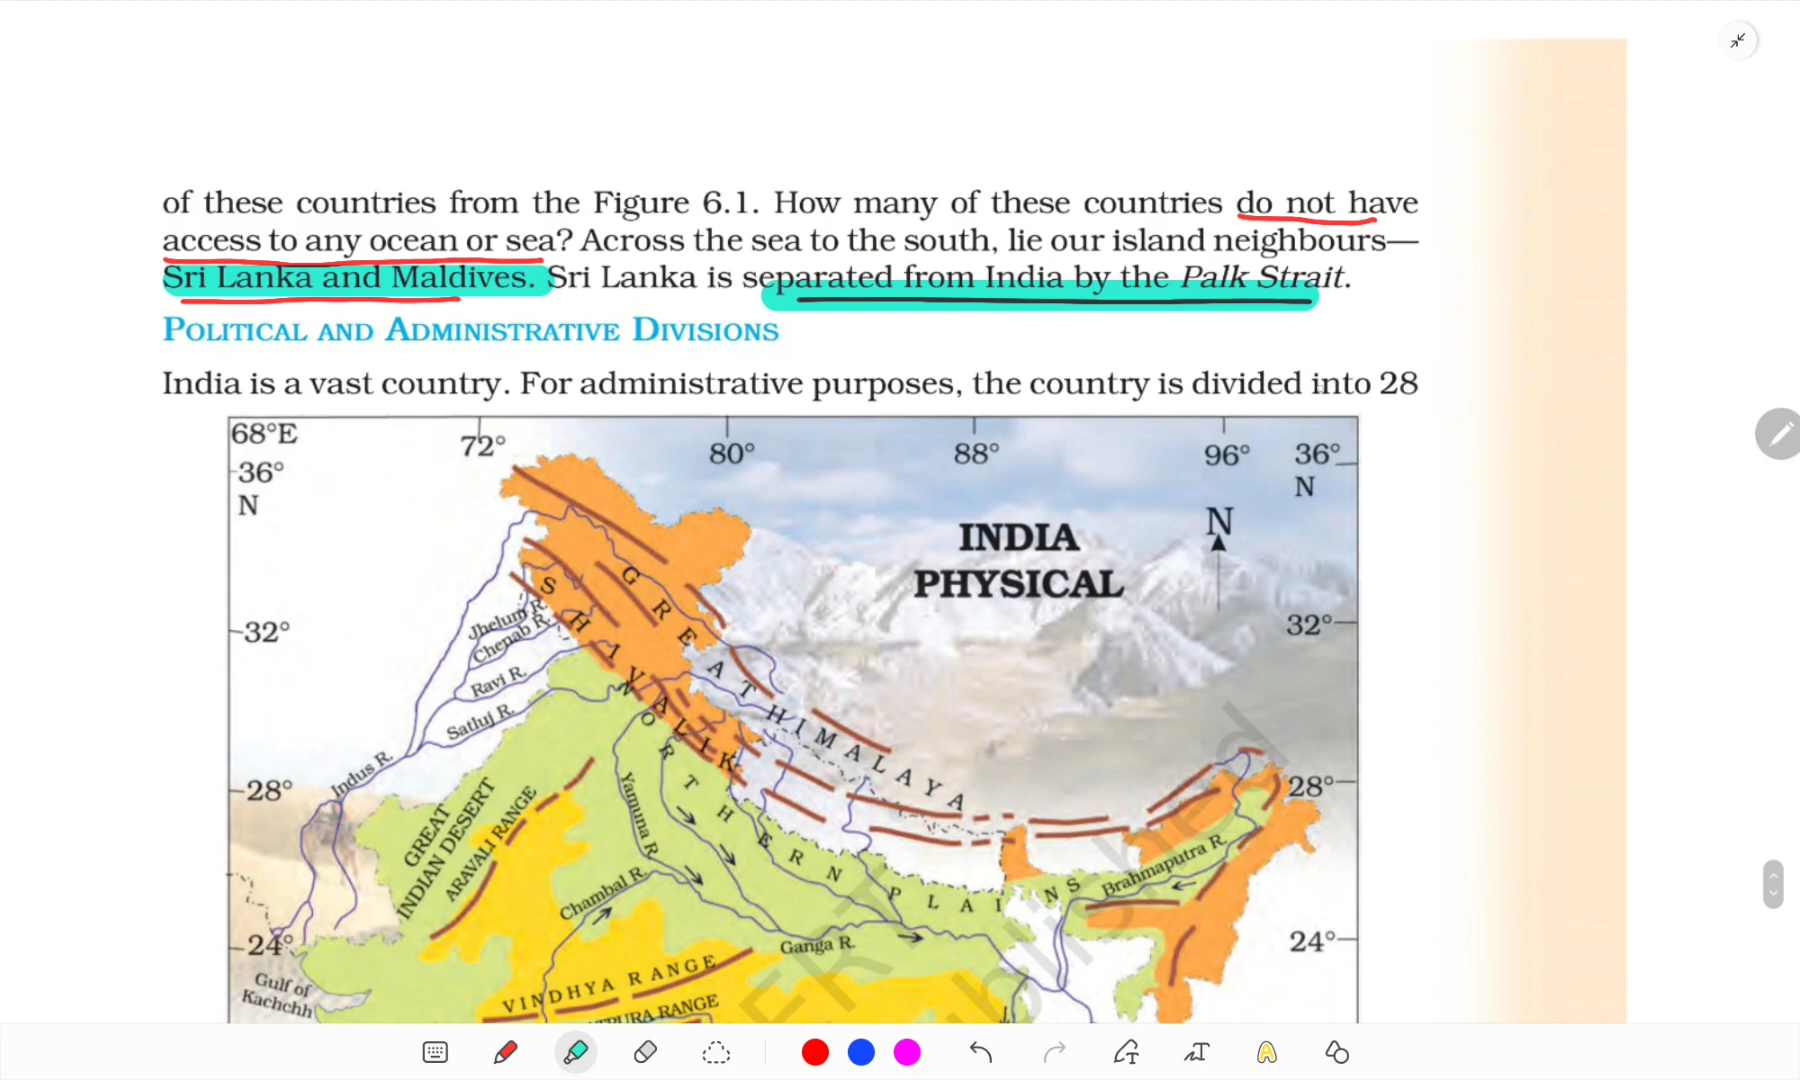 of these countries from the Figure 6.1. How many of these countries do not have
access to any ocean or sea? Across the sea to the south, lie our island neighbours—
Sri Lanka and Maldives. Sri Lanka is separated from India by the Palk Strait.
POLITICAL AND ADMINISTRATIVE DIVISIONS
India is a vast country. For administrative purposes, the country is divided into 28
68°E 72° 80° 88° 96° 36°
36° N
N
INDIA
PHYSICAL
N
GREAT HIMALAYA
SHIVALIK
Jhelum R.
Chenab R.
32° 32°
Ravi R.
Satluj R.
NORTHERN PLAINS
Indus R.
28° 28°
GREAT
INDIAN DESERT
ARAVALI RANGE
Yamuna R.
Brahmaputra R.
Chambal R.
Ganga R.
24° 24°
Gulf of
Kachchh
VINDHYA RANGE
RANGE